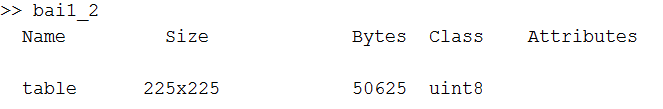 >> bai1_2
Name Size Bytes Class Attributes
table 225x225 50625 uint8